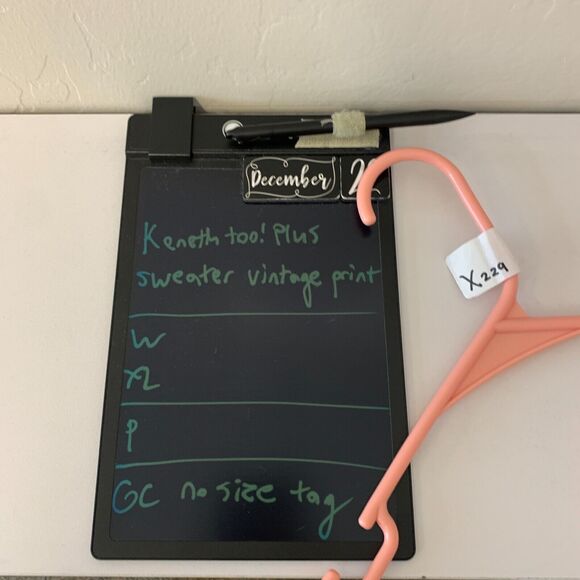 December 2
Keneth too! Plus
sweater vintage print
W
XL
P
GC no size tag
X229